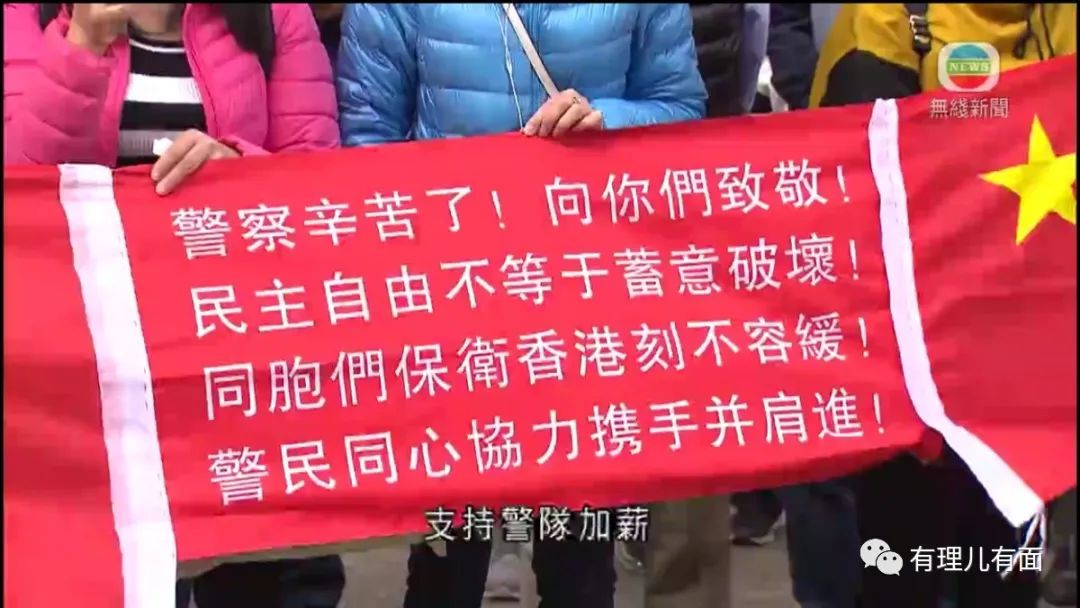 NEWS
無綫新聞
警察辛苦了！向你們致敬！
民主自由不等于蓄意破壞！
同胞們保衛香港刻不容緩！
警民同心協力携手并肩進！
支持警隊加薪
有理儿有面